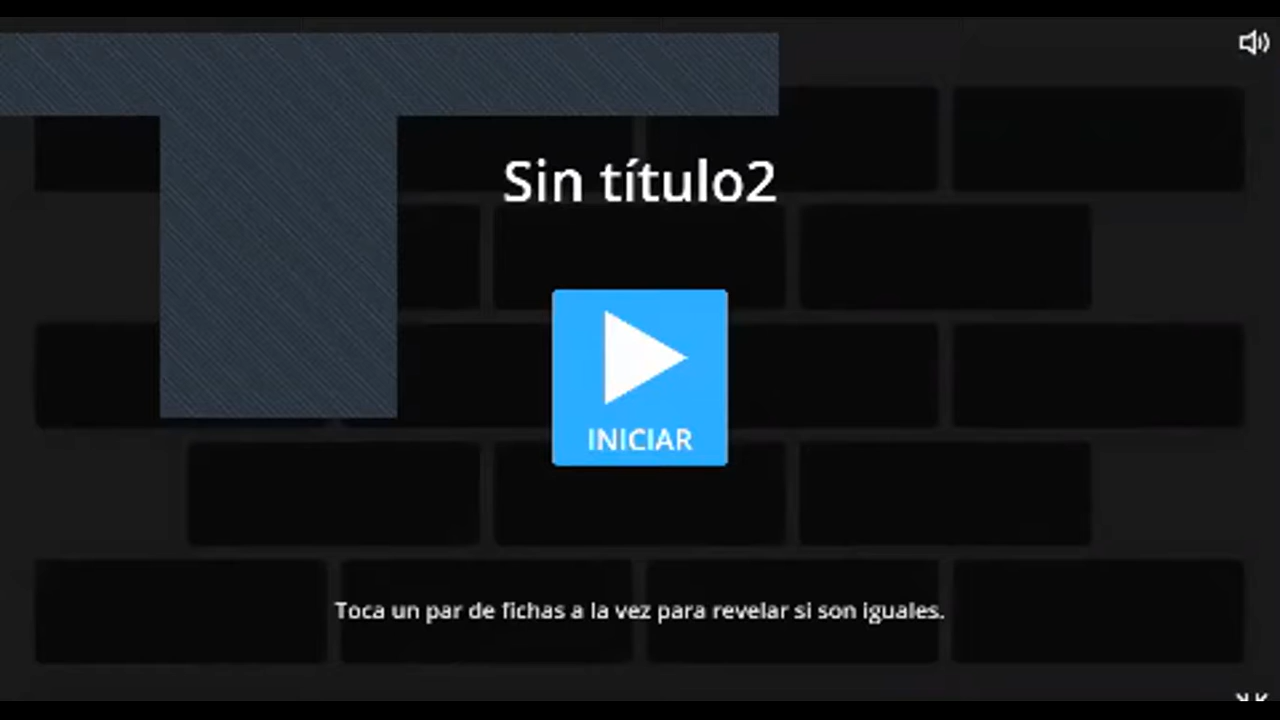 Sin título2
INICIAR
Toca un par de fichas a la vez para revelar si son iguales.